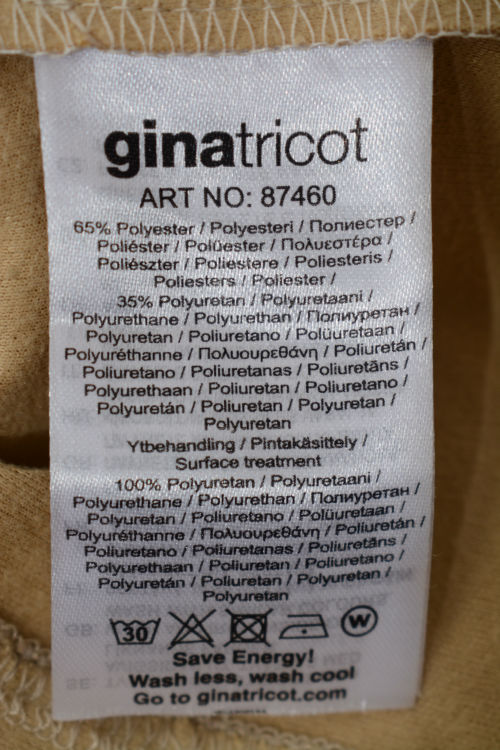 ginatricot
ART NO: 87460
65% Polyester / Polyesteri / Полиестер /
Poliéster / Polüester / Πολυεστέρα /
Poliészter / Poliestere / Poliesteris /
Poliesters / Poliester /
35% Polyuretan / Polyuretaani /
Polyurethane / Polyurethan / Полиуретан /
Polyuretan / Poliuretano / Polüuretaan /
Polyuréthanne / Πολυουρεθάνη / Poliuretán /
Poliuretano / Poliuretanas / Poliuretāns /
Polyurethaan / Poliuretan / Poliuretano /
Polyuretán / Poliuretan / Poliuretan /
Polyuretan
Ytbehandling / Pintakäsittely /
Surface treatment
100% Polyuretan / Polyuretaani /
Polyurethane / Polyurethan / Полиуретан /
Polyuretan / Poliuretano / Polüuretaan /
Polyuréthanne / Πολυουρεθάνη / Poliuretán /
Poliuretano / Poliuretanas / Poliuretāns /
Polyurethaan / Poliuretan / Poliuretano /
Polyuretán / Poliuretan / Poliuretan /
Polyuretan
30 W
Save Energy!
Wash less, wash cool
Go to ginatricot.com